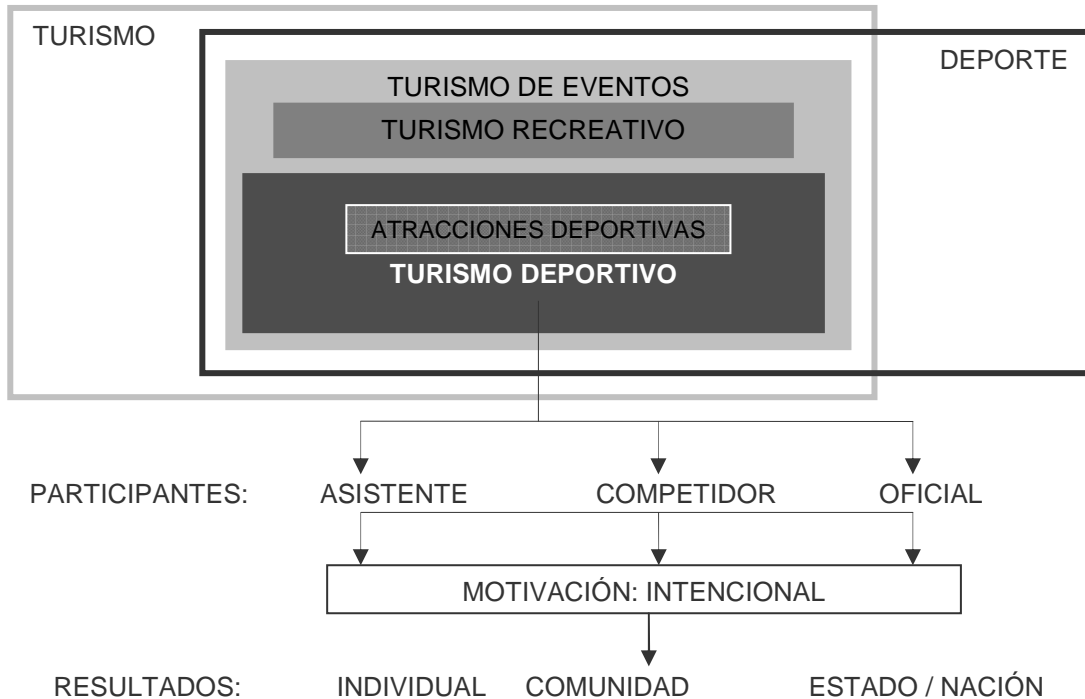 TURISMO
DEPORTE
TURISMO DE EVENTOS
TURISMO RECREATIVO
ATRACCIONES DEPORTIVAS
TURISMO DEPORTIVO
PARTICIPANTES: ASISTENTE COMPETIDOR OFICIAL
MOTIVACIÓN: INTENCIONAL
RESULTADOS: INDIVIDUAL COMUNIDAD ESTADO / NACIÓN